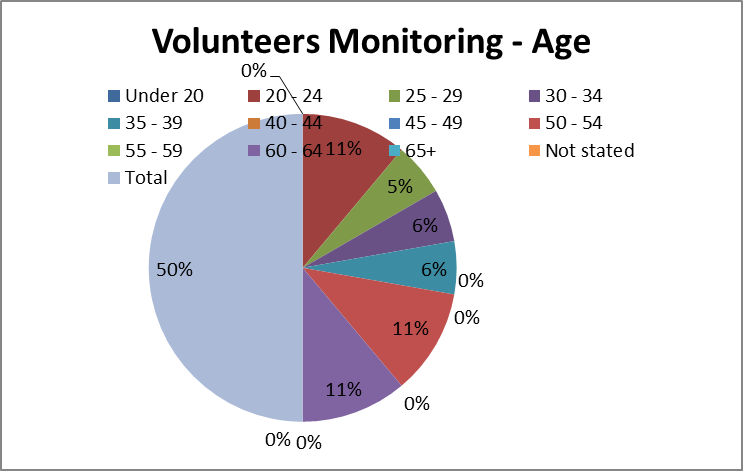 Volunteers Monitoring - Age
0%
Under 20 20 - 24 25 - 29 30 - 34
35 - 39 40 - 44 45 - 49 50 - 54
55 - 59 60 - 64 65+ Not stated
Total
11%
5%
6%
50% 6% 0%
0%
11%
11% 0%
0% 0%